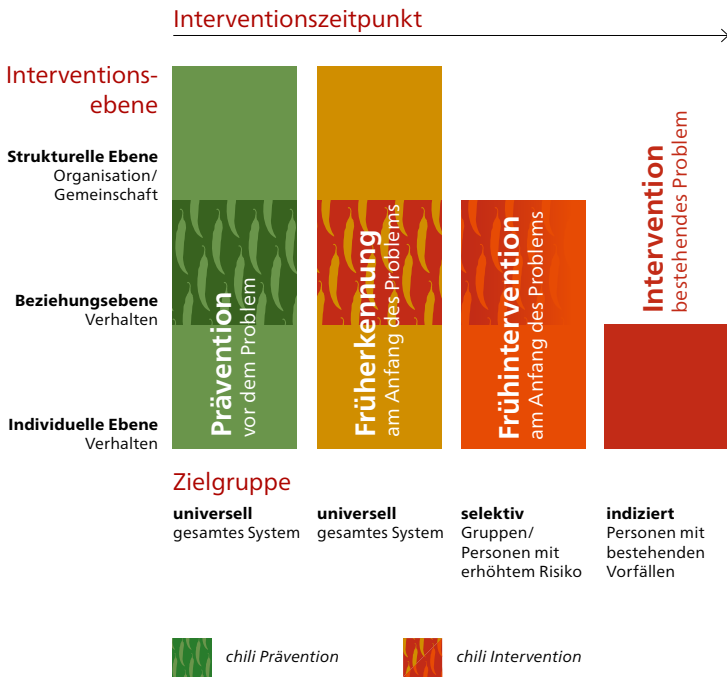 Interventionszeitpunkt
Interventions-
ebene
Strukturelle Ebene
Organisation/
Gemeinschaft
Beziehungsebene
Verhalten
Individuelle Ebene
Verhalten
Prävention
vor dem Problem
Früherkennung
am Anfang des Problems
Frühintervention
am Anfang des Problems
Intervention
bestehendes Problem
Zielgruppe
universell
gesamtes System
universell
gesamtes System
selektiv
Gruppen/
Personen mit
erhöhtem Risiko
indiziert
Personen mit
bestehenden
Vorfällen
chili Prävention
chili Intervention